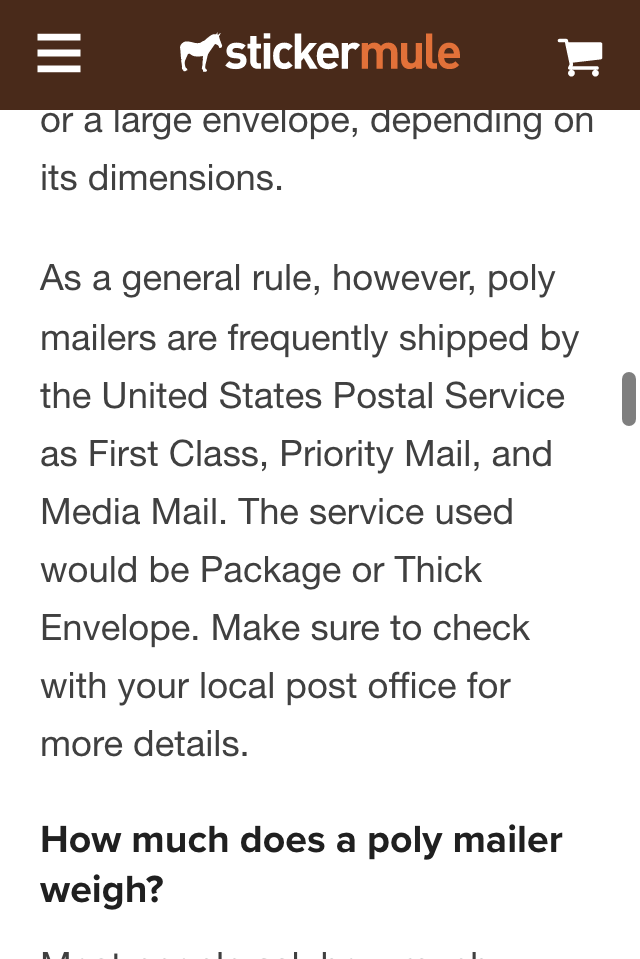 stickermule
or a large envelope, depending on
its dimensions.
As a general rule, however, poly
mailers are frequently shipped by
the United States Postal Service
as First Class, Priority Mail, and
Media Mail. The service used
would be Package or Thick
Envelope. Make sure to check
with your local post office for
more details.
How much does a poly mailer
weigh?